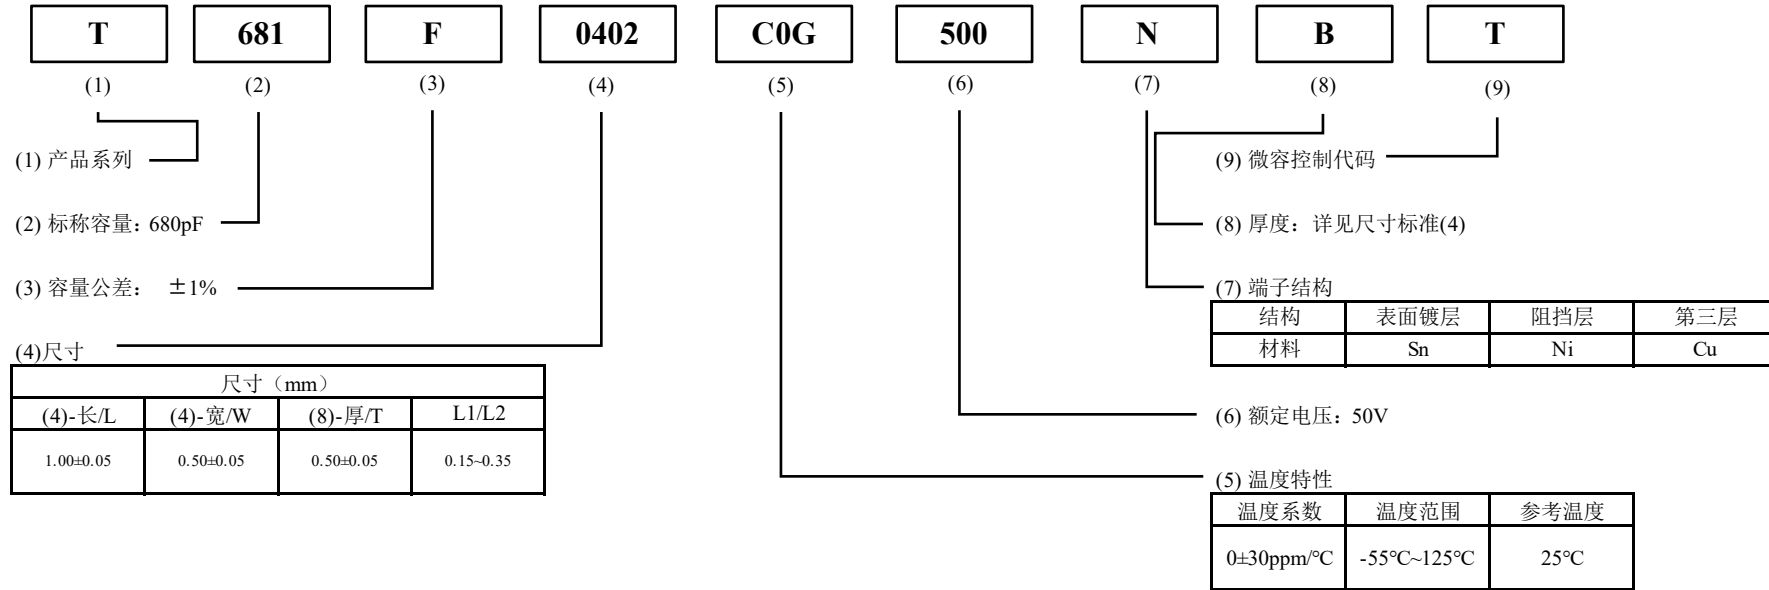 T 681 F 0402 C0G 500 N B T
(1) (2) (3) (4) (5) (6) (7) (8) (9)
(1) 产品系列
(9) 微容控制代码
(2) 标称容量：680pF
(8) 厚度：详见尺寸标准(4)
(3) 容量公差： ±1%
(7) 端子结构
结构 表面镀层 阻挡层 第三层
材料 Sn Ni Cu
(4)尺寸
尺寸（mm）
(4)-长/L (4)-宽/W (8)-厚/T L1/L2
1.00±0.05 0.50±0.05 0.50±0.05 0.15~0.35
(6) 额定电压：50V
(5) 温度特性
温度系数 温度范围 参考温度
0±30ppm/℃ -55℃~125℃ 25℃